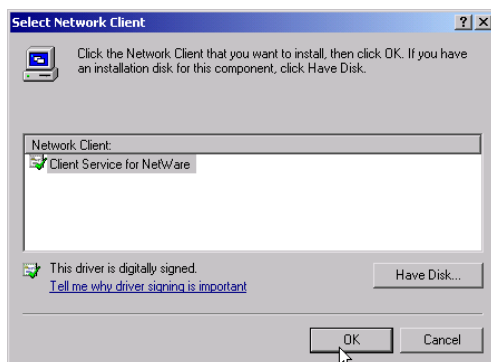 Select Network Client
Click the Network Client that you want to install, then click OK. If you have
an installation disk for this component, click Have Disk.
Network Client:
Client Service for NetWare
This driver is digitally signed.
Tell me why driver signing is important
Have Disk...
OK
Cancel